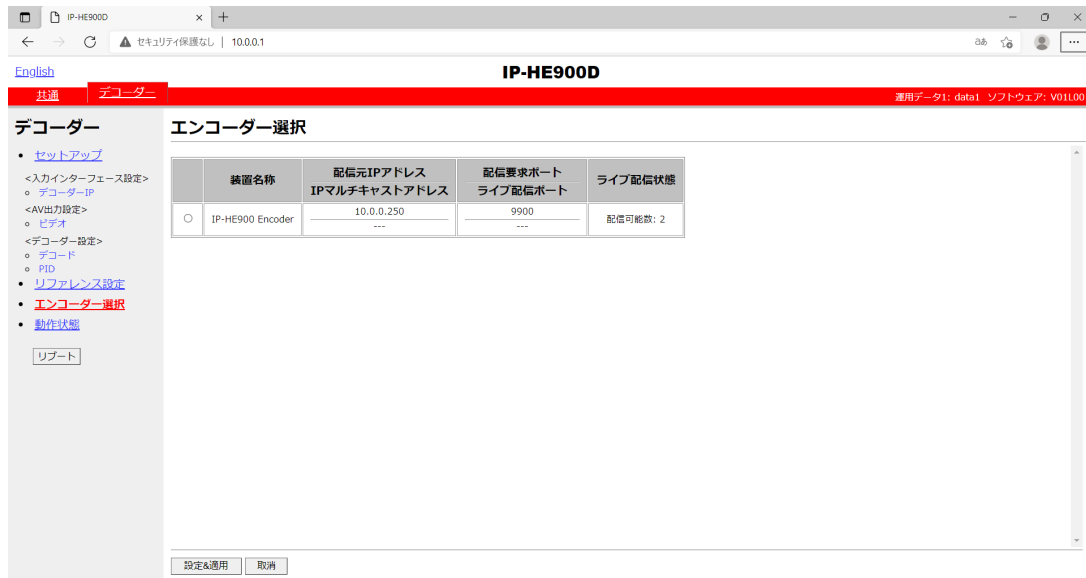 IP-HE900D
セキュリティ保護なし | 10.0.0.1
English
IP-HE900D
共通 デコーダー
運用データ1: data1 ソフトウェア: V01L00
デコーダー
セットアップ
<入力インターフェース設定>
デコーダーIP
<AV出力設定>
ビデオ
<デコーダー設定>
デコード
PID
リファレンス設定
エンコーダー選択
動作状態
リブート
エンコーダー選択
装置名称 配信元IPアドレス 配信要求ポート ライブ配信状態
IPマルチキャストアドレス ライブ配信ポート
IP-HE900 Encoder 10.0.0.250 9900 配信可能数: 2
--- ---
設定&適用 取消